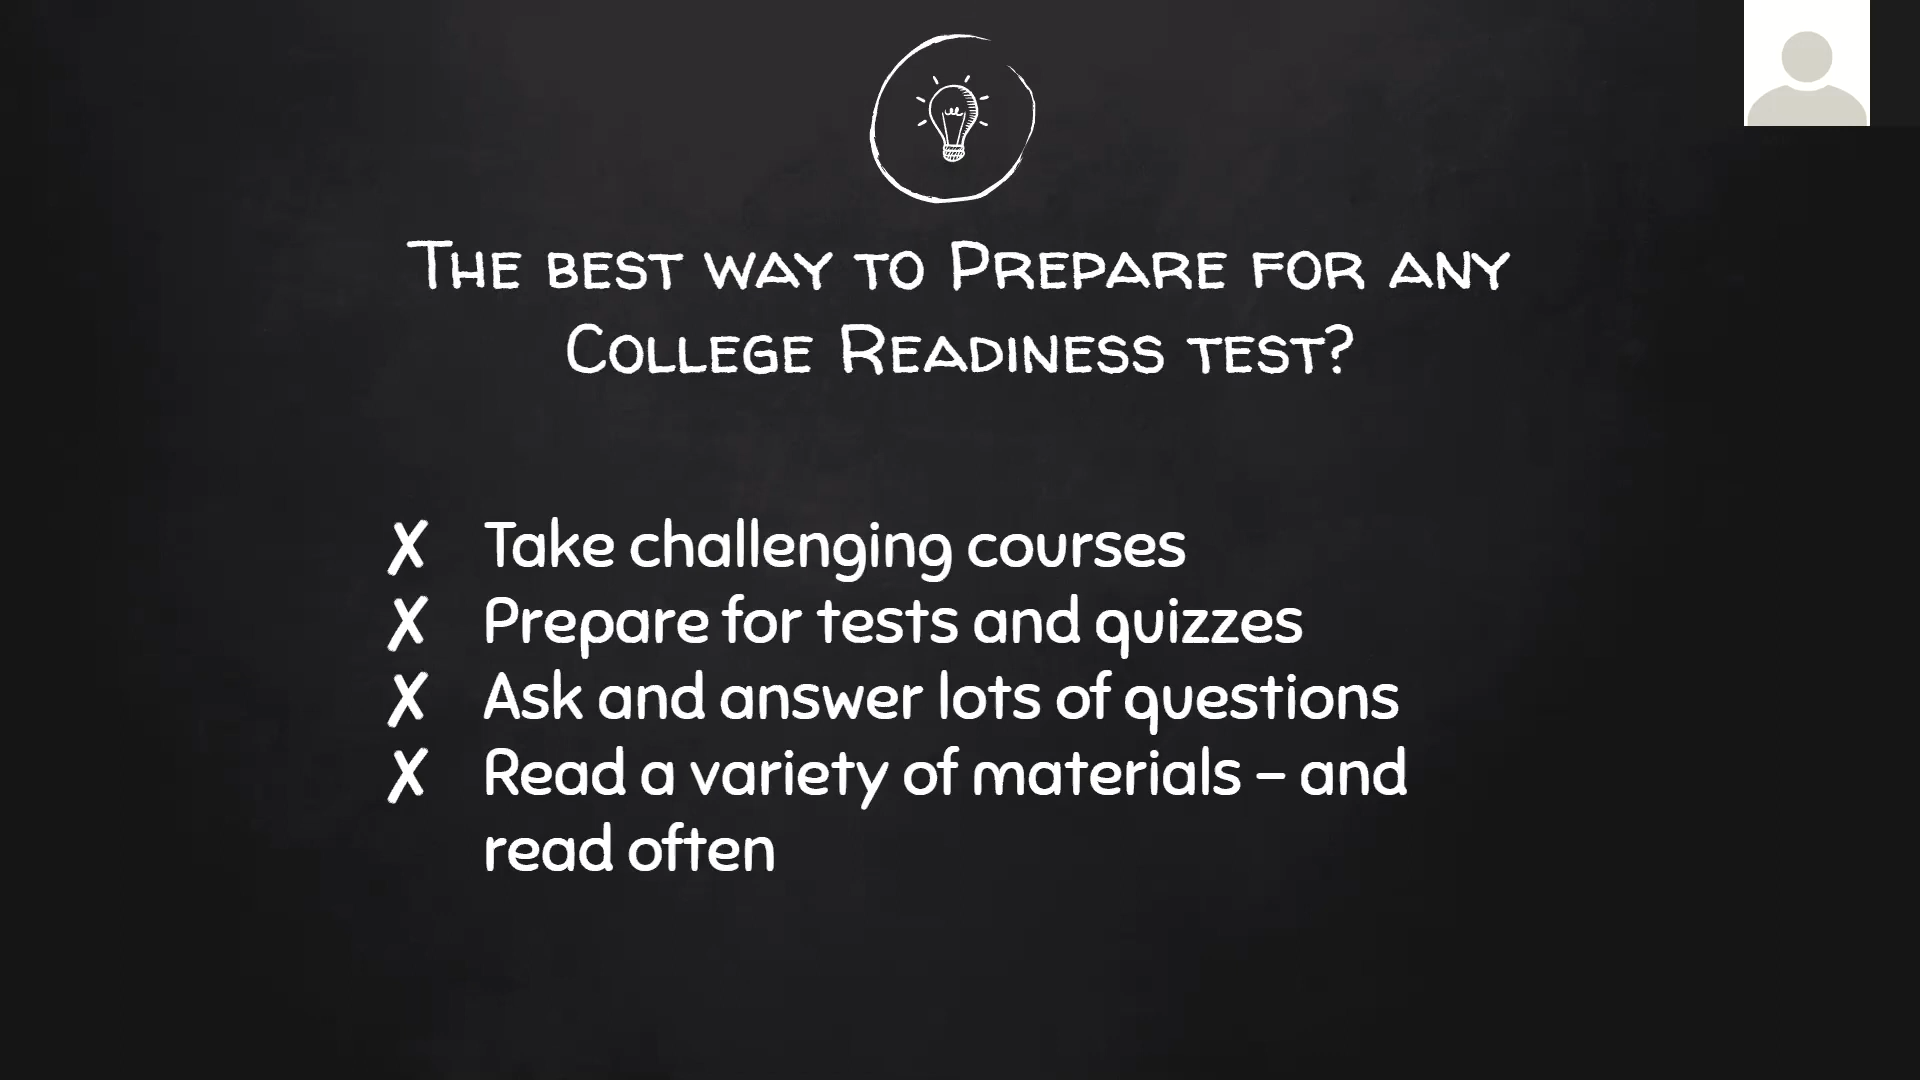 The best way to Prepare for any
College Readiness test?
✗ Take challenging courses
✗ Prepare for tests and quizzes
✗ Ask and answer lots of questions
✗ Read a variety of materials – and
read often